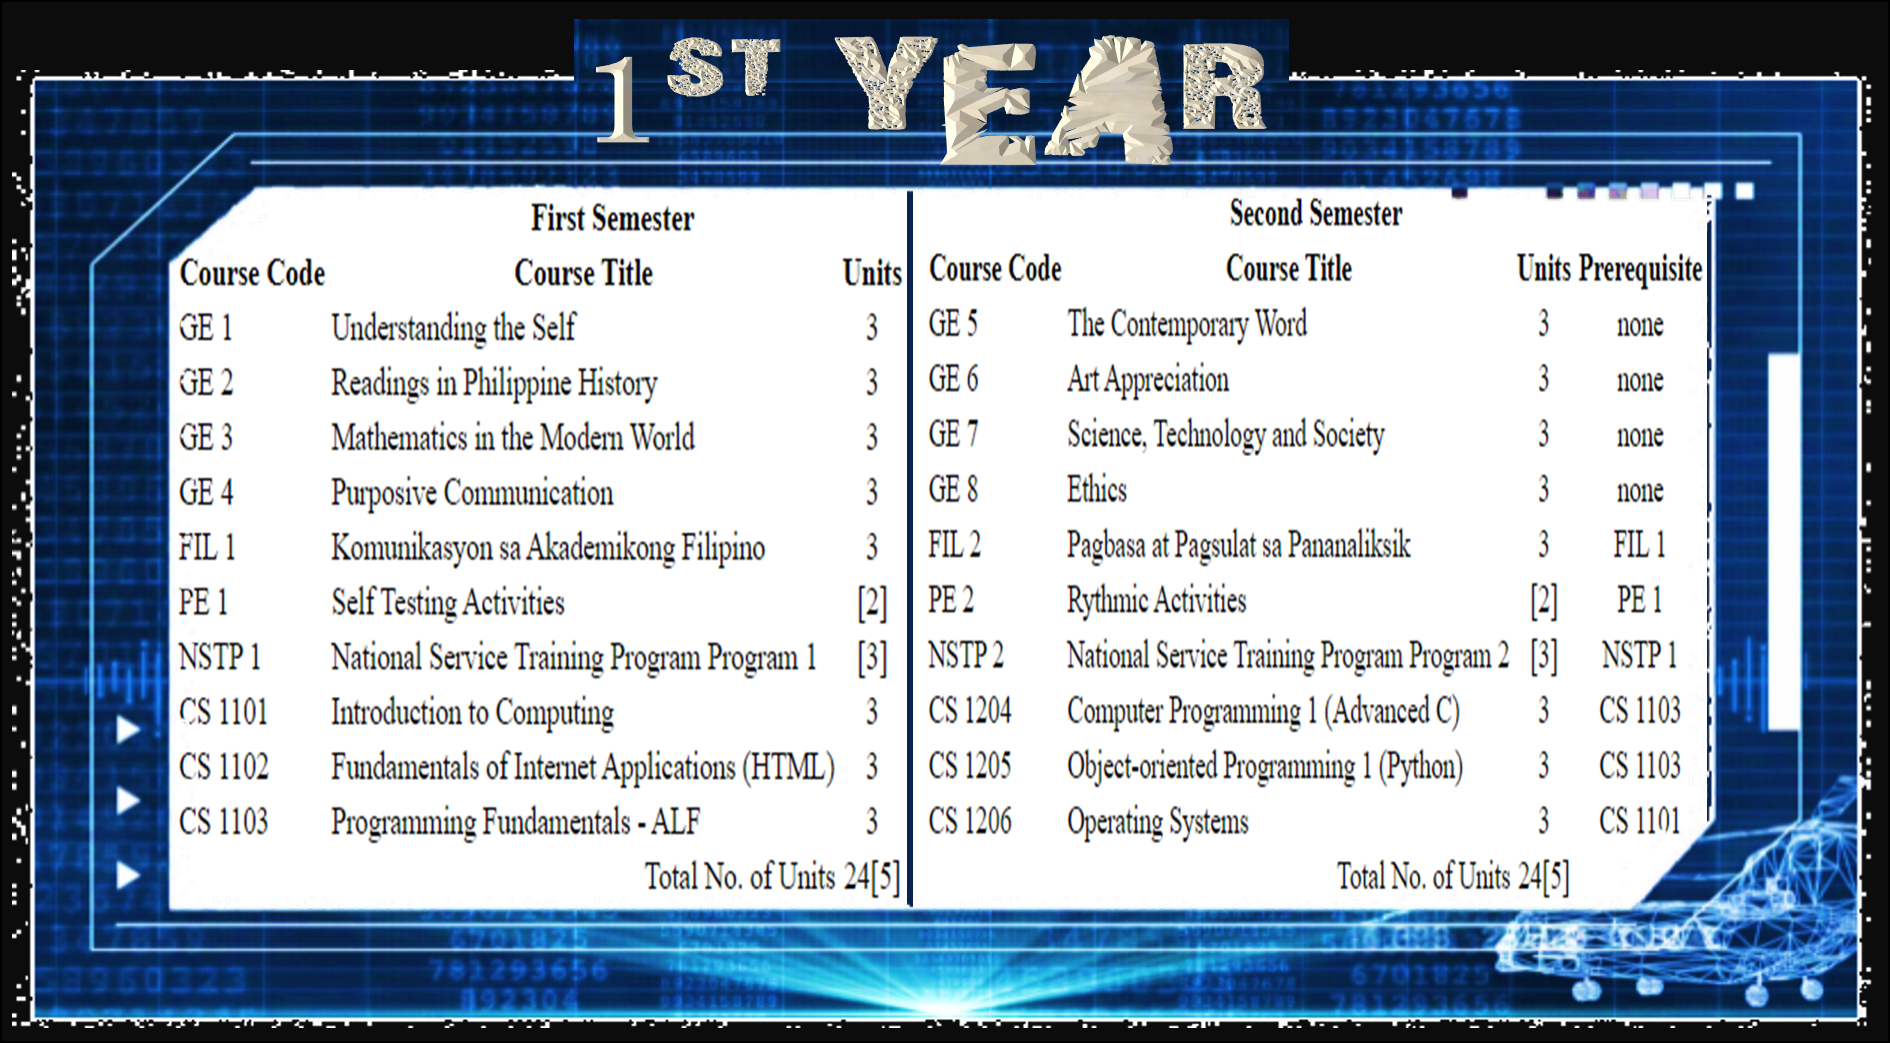 1ST YEAR
First Semester
Course Code Course Title Units
GE 1 Understanding the Self 3
GE 2 Readings in Philippine History 3
GE 3 Mathematics in the Modern World 3
GE 4 Purposive Communication 3
FIL 1 Komunikasyon sa Akademikong Filipino 3
PE 1 Self Testing Activities [2]
NSTP 1 National Service Training Program Program 1 [3]
CS 1101 Introduction to Computing 3
CS 1102 Fundamentals of Internet Applications (HTML) 3
CS 1103 Programming Fundamentals - ALF 3
Total No. of Units 24[5]
Second Semester
Course Code Course Title Units Prerequisite
GE 5 The Contemporary Word 3 none
GE 6 Art Appreciation 3 none
GE 7 Science, Technology and Society 3 none
GE 8 Ethics 3 none
FIL 2 Pagbasa at Pagsulat sa Pananaliksik 3 FIL 1
PE 2 Rythmic Activities [2] PE 1
NSTP 2 National Service Training Program Program 2 [3] NSTP 1
CS 1204 Computer Programming 1 (Advanced C) 3 CS 1103
CS 1205 Object-oriented Programming 1 (Python) 3 CS 1103
CS 1206 Operating Systems 3 CS 1101
Total No. of Units 24[5]